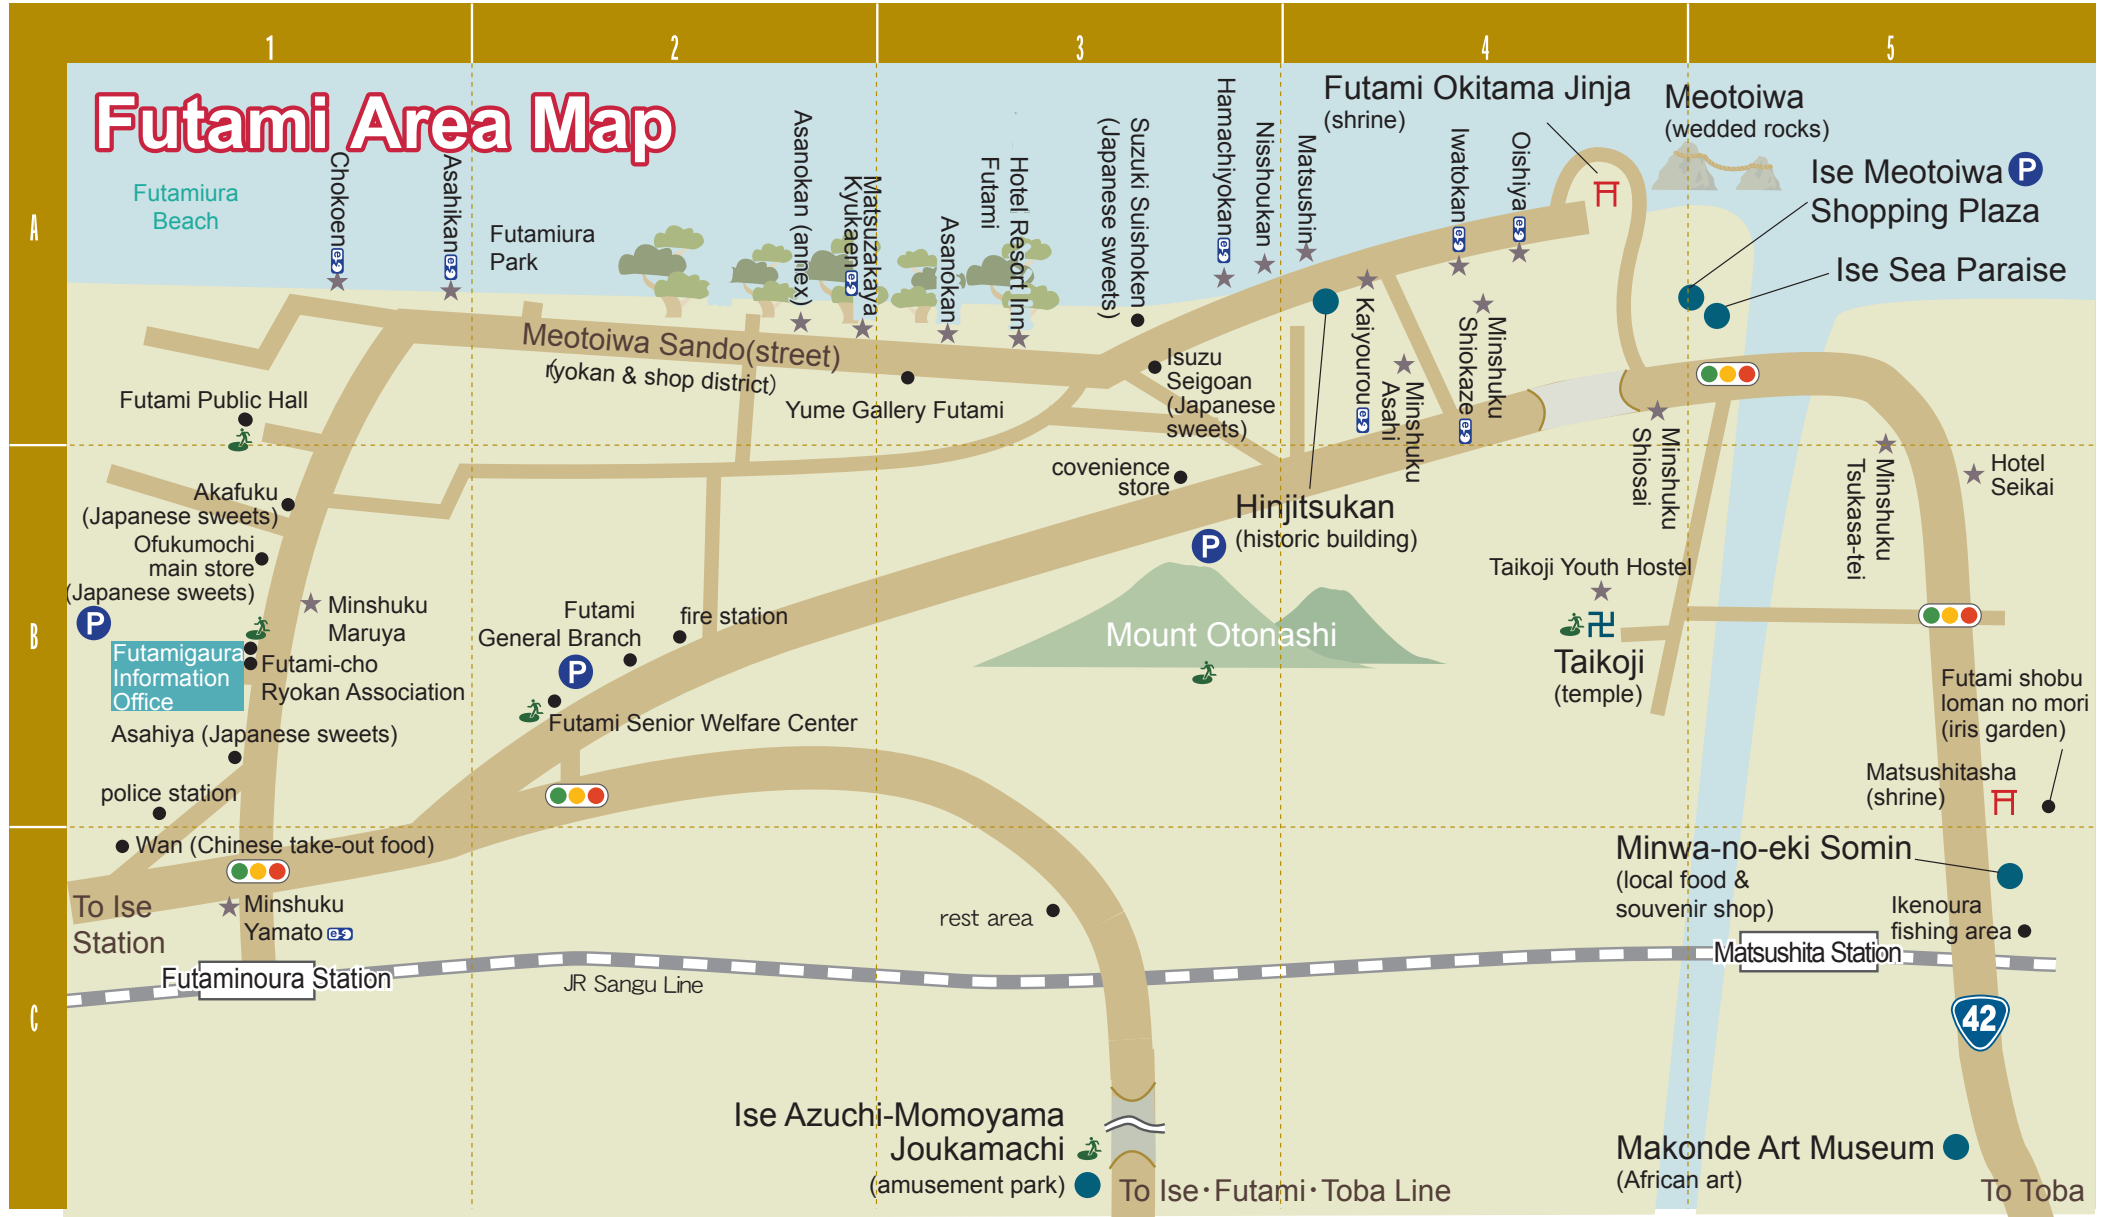 1
2
3
4
5
A
B
C
Futami Area Map
Futamiura
Beach
Chokoen
Asahikan
Futamiura
Park
Asanokan (annex)
Matsuzakaya
Kyukaen
Asanokan
Hotel Resort Inn
Futami
Suzuki Suishoken
(Japanese sweets)
Hamachiyokan
Nisshoukan
Matsushin
Futami Okitama Jinja
(shrine)
Iwatokan
Oishiya
Meotoiwa
(wedded rocks)
Ise Meotoiwa P
Shopping Plaza
Ise Sea Paraise
Meotoiwa Sando(street)
(ryokan & shop district)
Yume Gallery Futami
Isuzu
Seigoan
(Japanese
sweets)
Kaiyourou
Minshuku
Asahi
Minshuku
Shiokaze
Minshuku
Shiosai
Minshuku
Tsukasa-tei
Hotel
Seikai
Futami Public Hall
Akafuku
(Japanese sweets)
Ofukumochi
main store
(Japanese sweets)
P
Minshuku
Maruya
Futamigaura
Information
Office
Futami-cho
Ryokan Association
Asahiya (Japanese sweets)
police station
Wan (Chinese take-out food)
Futami
General Branch
P
fire station
Futami Senior Welfare Center
covenience
store
P
Hinjitsukan
(historic building)
Mount Otonashi
Taikoji Youth Hostel
卍
Taikoji
(temple)
Futami shobu
loman no mori
(iris garden)
Matsushitasha
(shrine)
Minwa-no-eki Somin
(local food &
souvenir shop)
Ikenoura
fishing area
To Ise
Station
Minshuku
Yamato
Futaminoura Station
JR Sangu Line
rest area
Matsushita Station
42
Ise Azuchi-Momoyama
Joukamachi
(amusement park)
To Ise・Futami・Toba Line
Makonde Art Museum
(African art)
To Toba